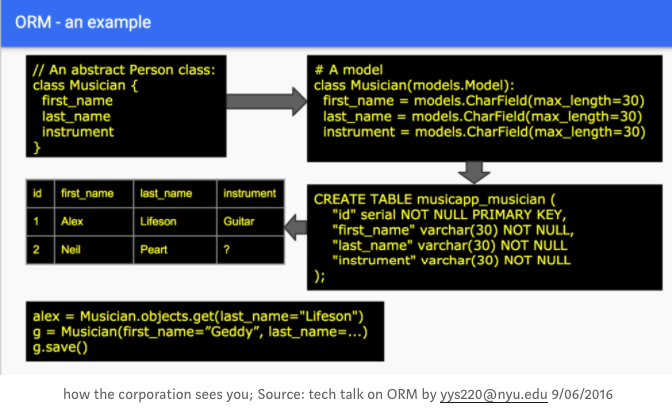 ORM - an example
// An abstract Person class:
class Musician {
first_name
last_name
instrument
}
# A model
class Musician(models.Model):
first_name = models.CharField(max_length=30)
last_name = models.CharField(max_length=30)
instrument = models.CharField(max_length=30)
CREATE TABLE musicapp_musician (
"id" serial NOT NULL PRIMARY KEY,
"first_name" varchar(30) NOT NULL,
"last_name" varchar(30) NOT NULL
"instrument" varchar(30) NOT NULL
);
id first_name last_name instrument
1 Alex Lifeson Guitar
2 Neil Peart ?
alex = Musician.objects.get(last_name="Lifeson")
g = Musician(first_name=”Geddy”, last_name=...)
g.save()
how the corporation sees you; Source: tech talk on ORM by yys220@nyu.edu 9/06/2016